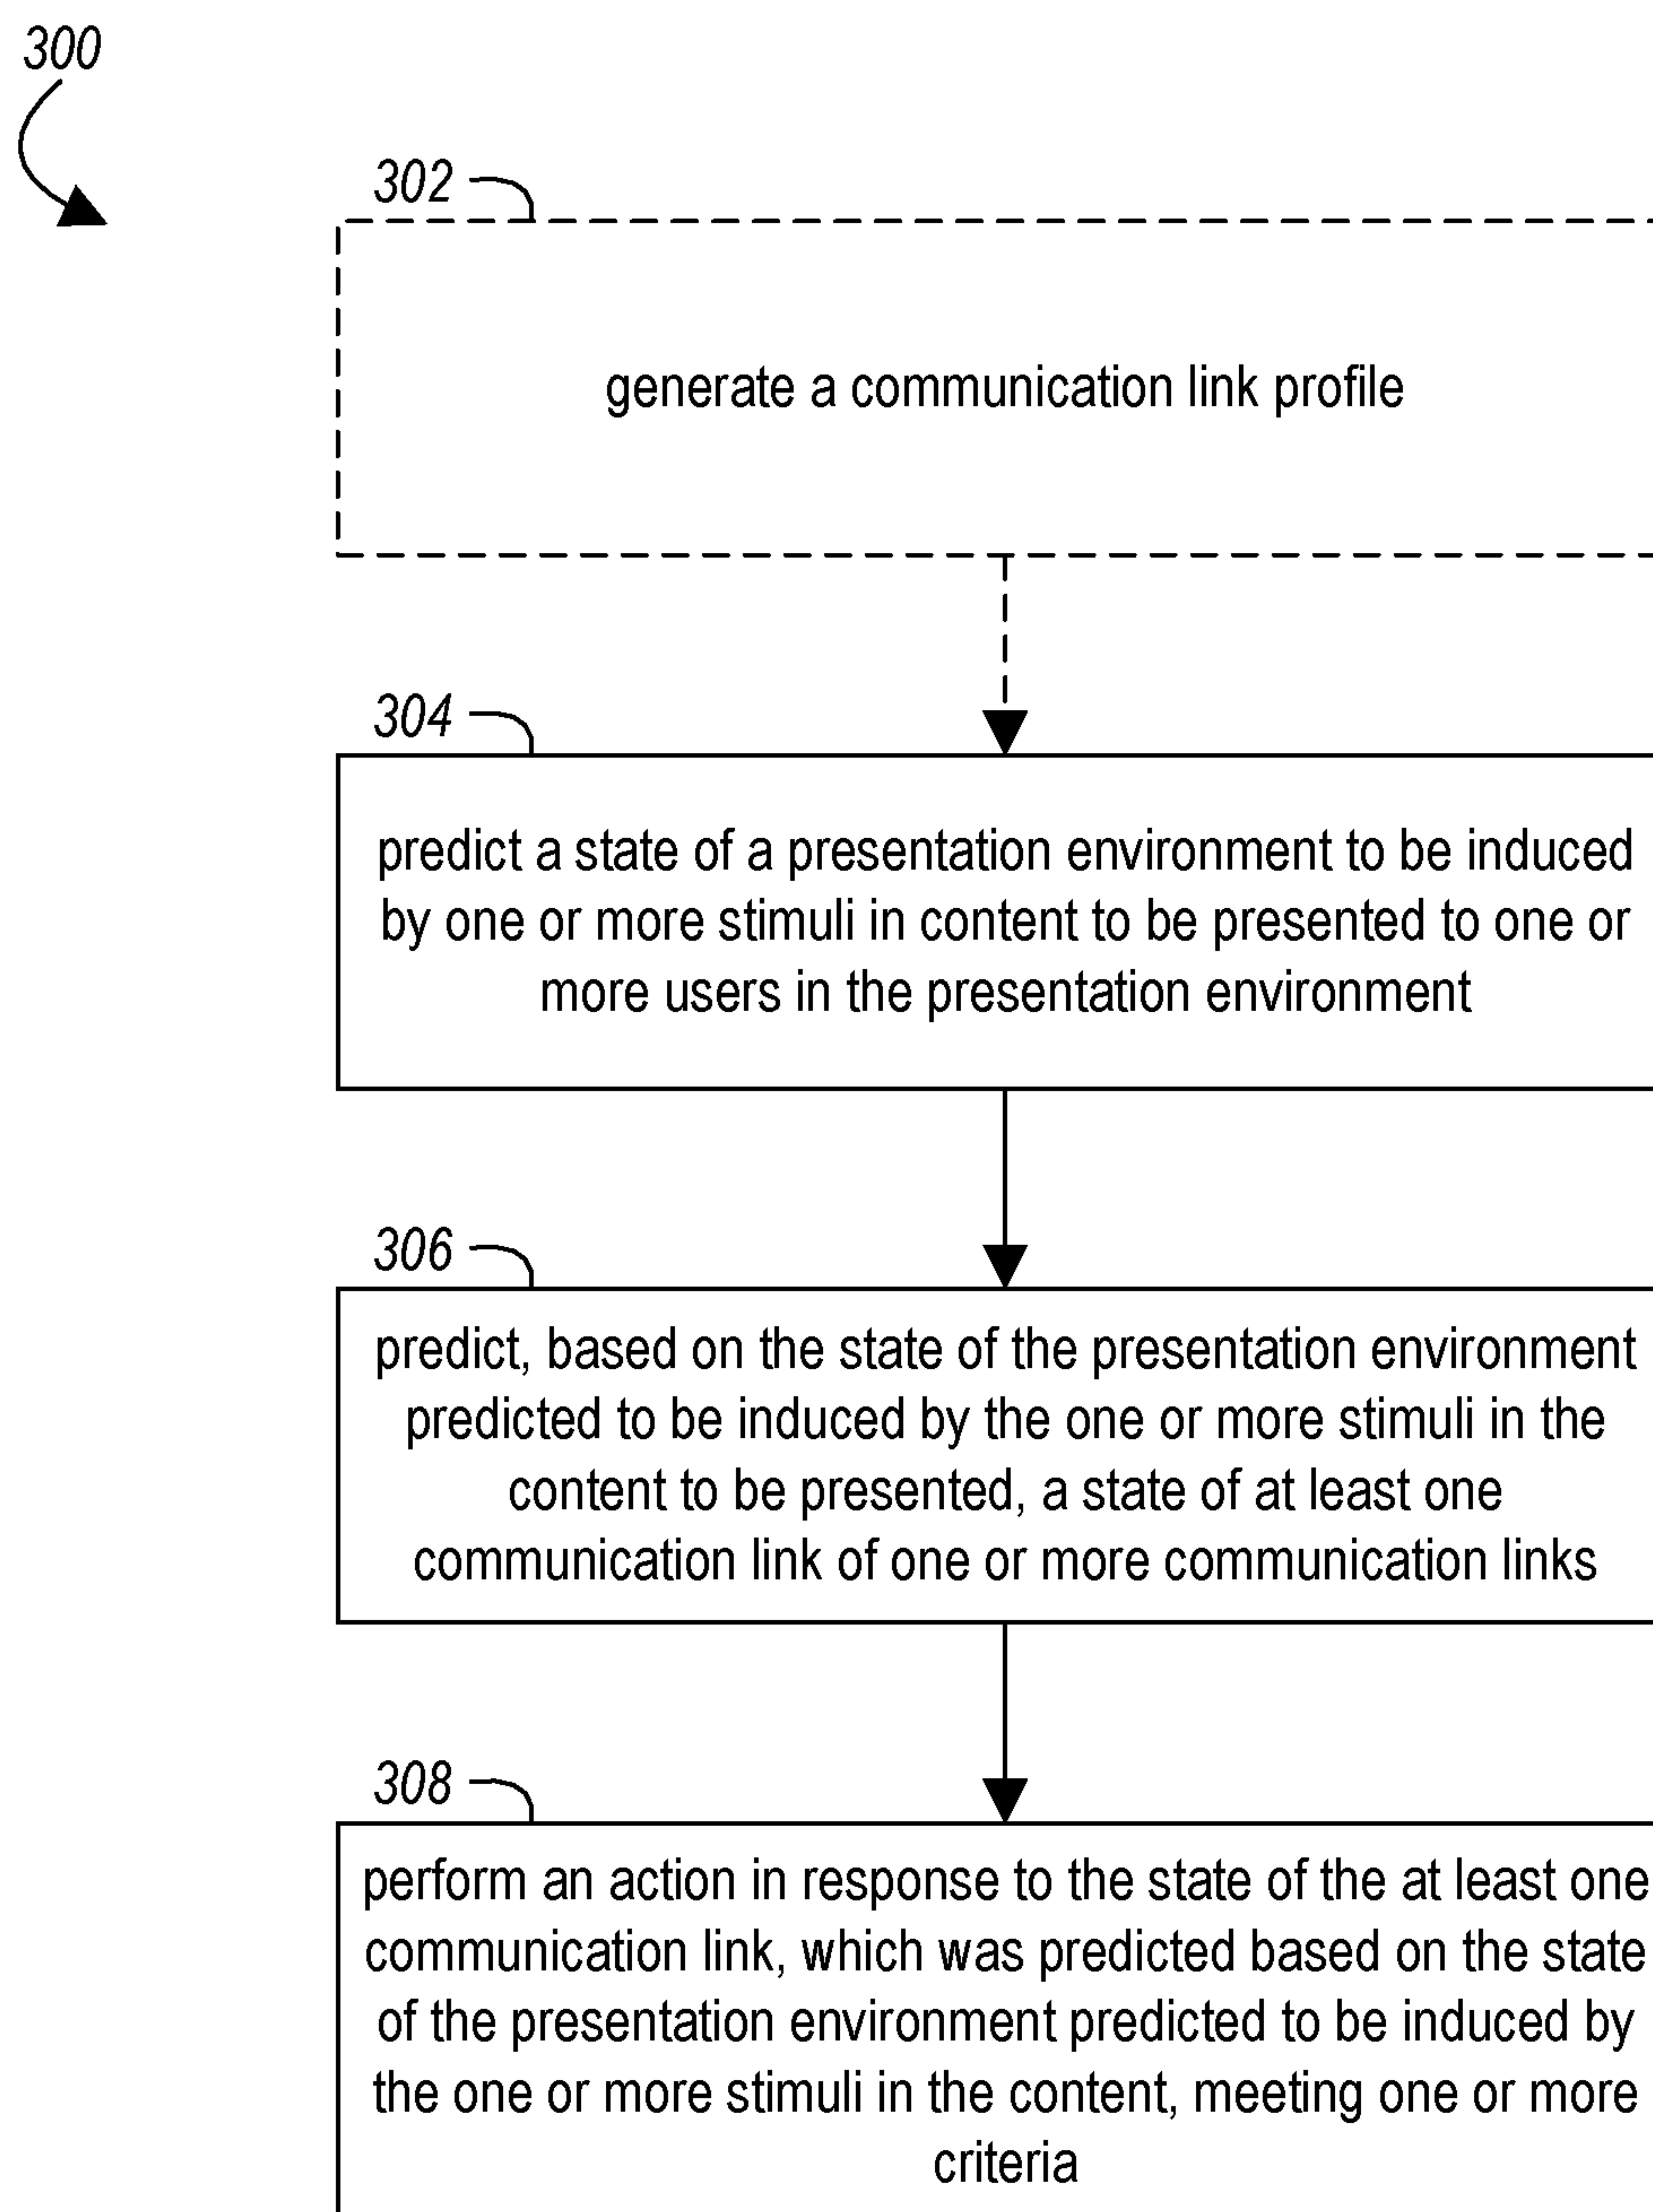 300
302
generate a communication link profile
304
predict a state of a presentation environment to be induced
by one or more stimuli in content to be presented to one or
more users in the presentation environment
306
predict, based on the state of the presentation environment
predicted to be induced by the one or more stimuli in the
content to be presented, a state of at least one
communication link of one or more communication links
308
perform an action in response to the state of the at least one
communication link, which was predicted based on the state
of the presentation environment predicted to be induced by
the one or more stimuli in the content, meeting one or more
criteria